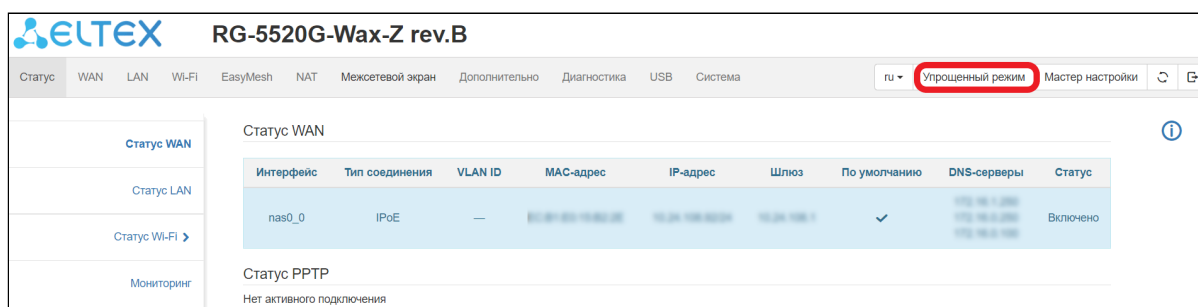 ELTEX RG-5520G-Wax-Z rev.B
Статус WAN LAN Wi-Fi EasyMesh NAT Межсетевой экран Дополнительно Диагностика USB Система ru Упрощенный режим Мастер настройки
Статус WAN
Статус LAN
Статус Wi-Fi
Мониторинг
Статус WAN
Интерфейс Тип соединения VLAN ID MAC-адрес IP-адрес Шлюз По умолчанию DNS-серверы Статус
nas0_0 IPoE — Включено
Статус PPTP
Нет активного подключения